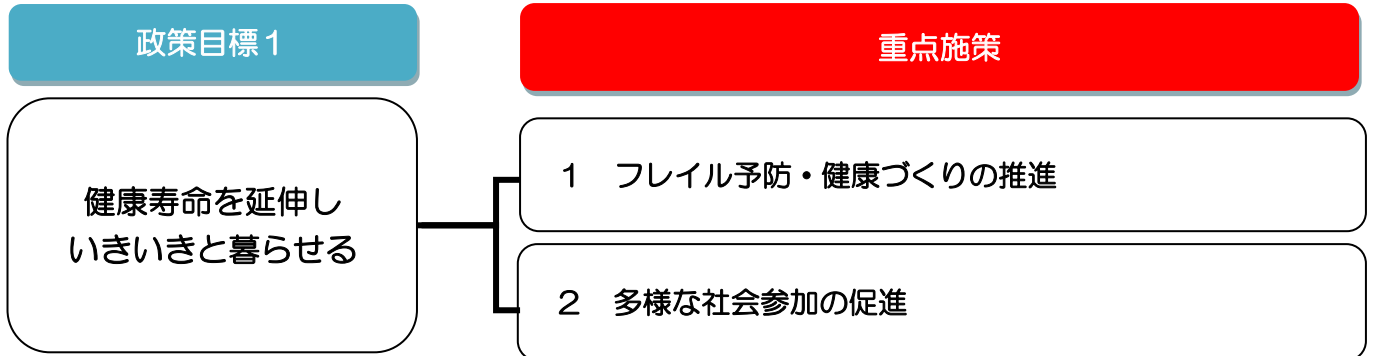 政策目標１
重点施策
健康寿命を延伸し
いきいきと暮らせる
１　フレイル予防・健康づくりの推進
２　多様な社会参加の促進